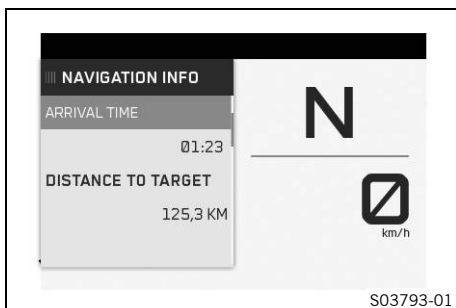 NAVIGATION INFO
ARRIVAL TIME
01:23
DISTANCE TO TARGET
125,3 KM
N
0
km/h
S03793-01